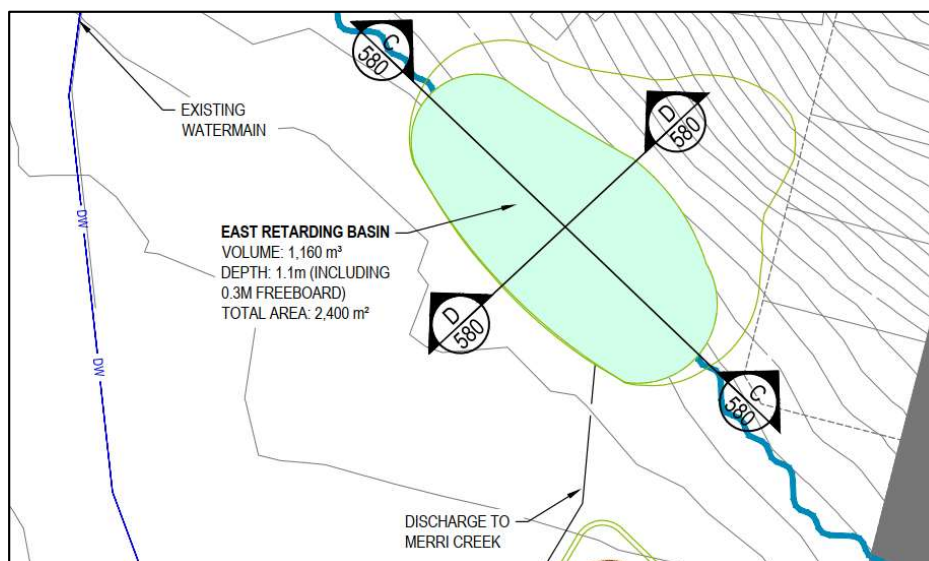 C
580
EXISTING
WATERMAIN
D
580
DW
EAST RETARDING BASIN
VOLUME: 1,160 m³
DEPTH: 1.1m (INCLUDING
0.3M FREEBOARD)
TOTAL AREA: 2,400 m²
D
580
DW
C
580
DISCHARGE TO
MERRI CREEK